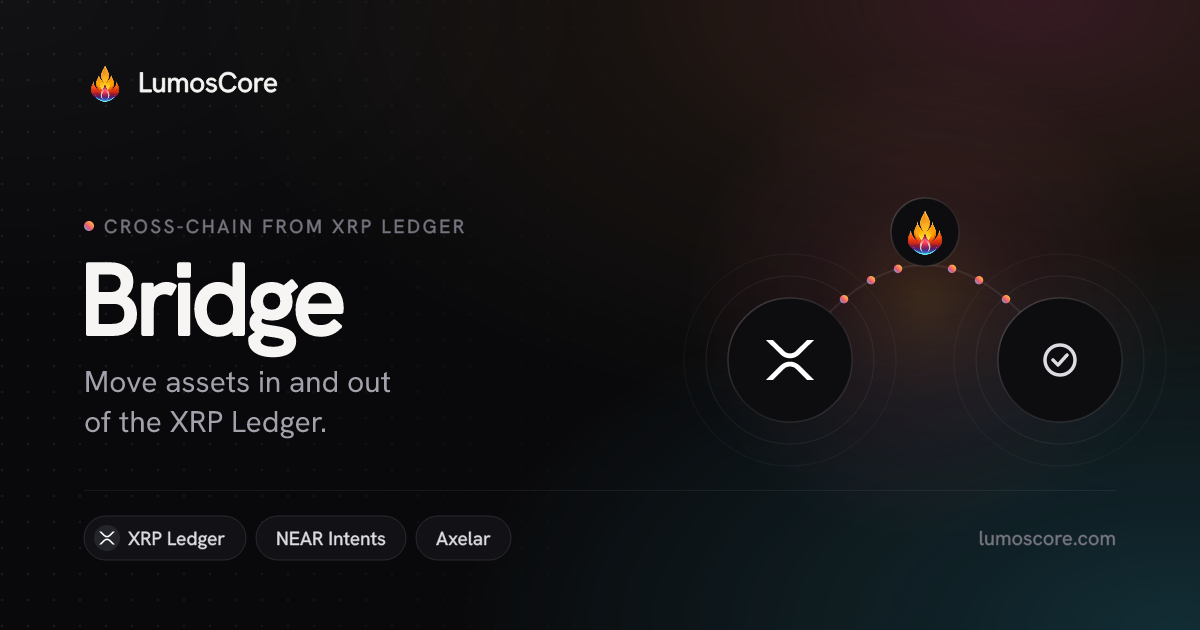 LumosCore
CROSS-CHAIN FROM XRP LEDGER
Bridge
Move assets in and out
of the XRP Ledger.
XRP Ledger
NEAR Intents
Axelar
lumoscore.com